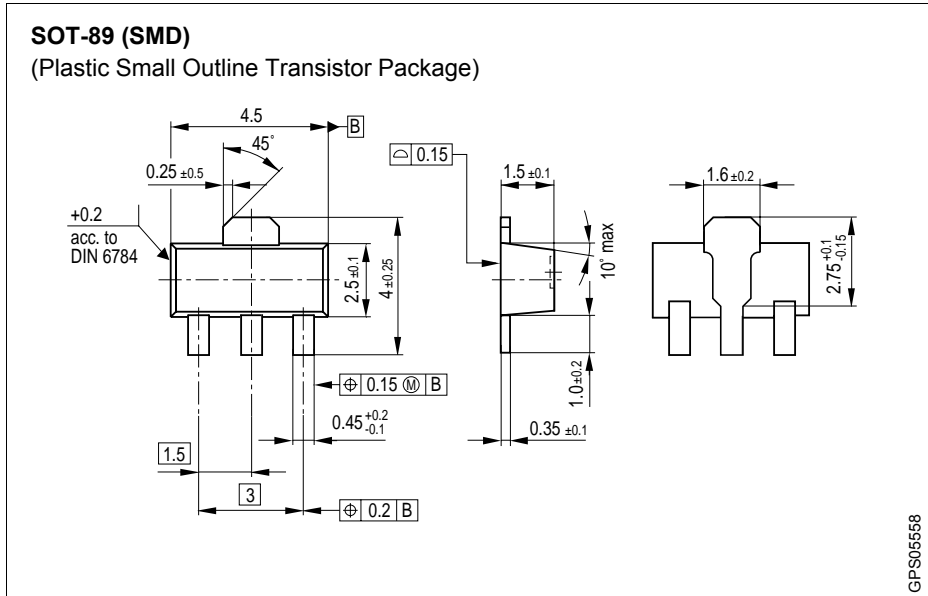 SOT-89 (SMD)
(Plastic Small Outline Transistor Package)
4.5
B
45°
0.25 ±0.5
+0.2
acc. to
DIN 6784
2.5±0.1
4±0.25
0.15 Ⓜ B
0.45 +0.2 -0.1
1.5
3
0.2 B
0.15
1.5±0.1
10° max
1.0±0.2
0.35 ±0.1
1.6±0.2
2.75 +0.1 -0.15
GPS05558